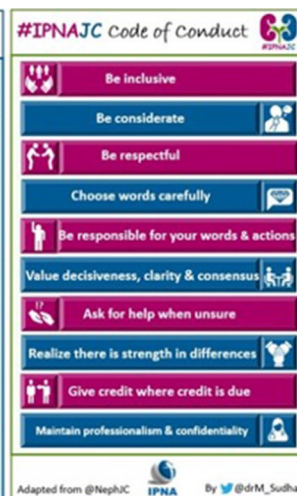 #IPNAJC Code of Conduct
#IPNAJC
Be inclusive
Be considerate
Be respectful
Choose words carefully
Be responsible for your words & actions
Value decisiveness, clarity & consensus
Ask for help when unsure
Realize there is strength in differences
Give credit where credit is due
Maintain professionalism & confidentiality
Adapted from @NephJC IPNA By @drM_Sudha